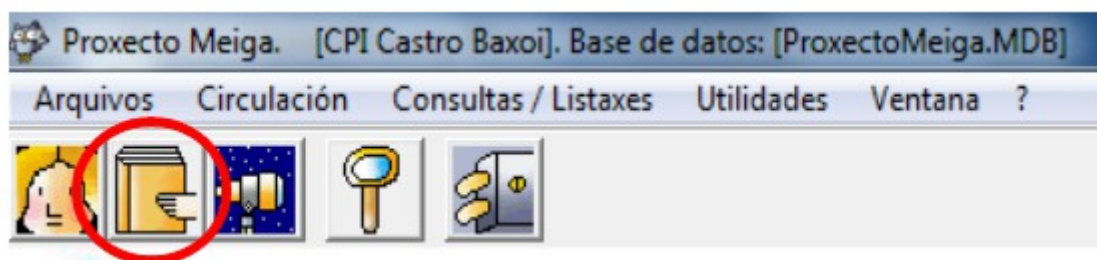 Proxecto Meiga. [CPI Castro Baxoi]. Base de datos: [ProxectoMeiga.MDB]
Arquivos Circulación Consultas / Listaxes Utilidades Ventana ?